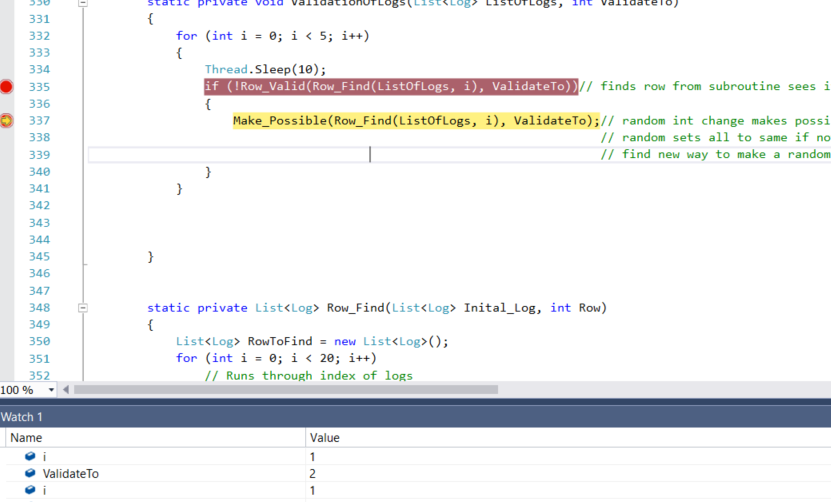 330 static private void ValidationOfLogs(List<Log> ListOfLogs, int ValidateTo)
331 {
332 for (int i = 0; i < 5; i++)
333 {
334 Thread.Sleep(10);
335 if (!Row_Valid(Row_Find(ListOfLogs, i), ValidateTo))// finds row from subroutine sees i
336 {
337 Make_Possible(Row_Find(ListOfLogs, i), ValidateTo);// random int change makes possi
338 // random sets all to same if no
339 // find new way to make a random
340 }
341 }
342
343
344
345 }
346
347
348 static private List<Log> Row_Find(List<Log> Inital_Log, int Row)
349 {
350 List<Log> RowToFind = new List<Log>();
351 for (int i = 0; i < 20; i++)
352 // Runs through index of logs
100 %
Watch 1
Name Value
i 1
ValidateTo 2
i 1